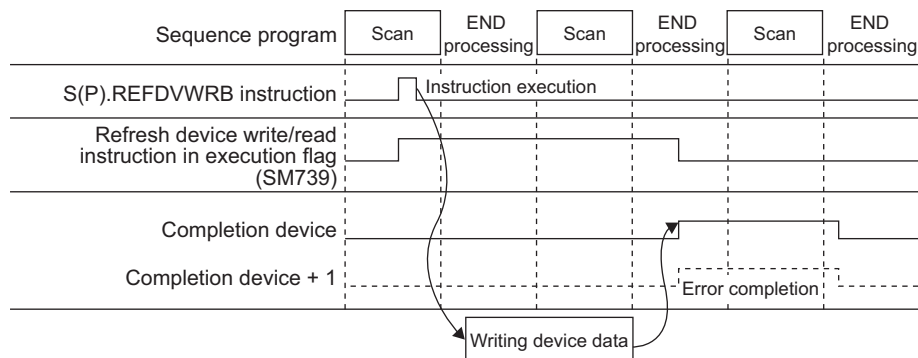 Sequence program
Scan
END
processing
Scan
END
processing
Scan
END
processing
S(P).REFDVWRB instruction
Instruction execution
Refresh device write/read
instruction in execution flag
(SM739)
Completion device
Completion device + 1
Error completion
Writing device data